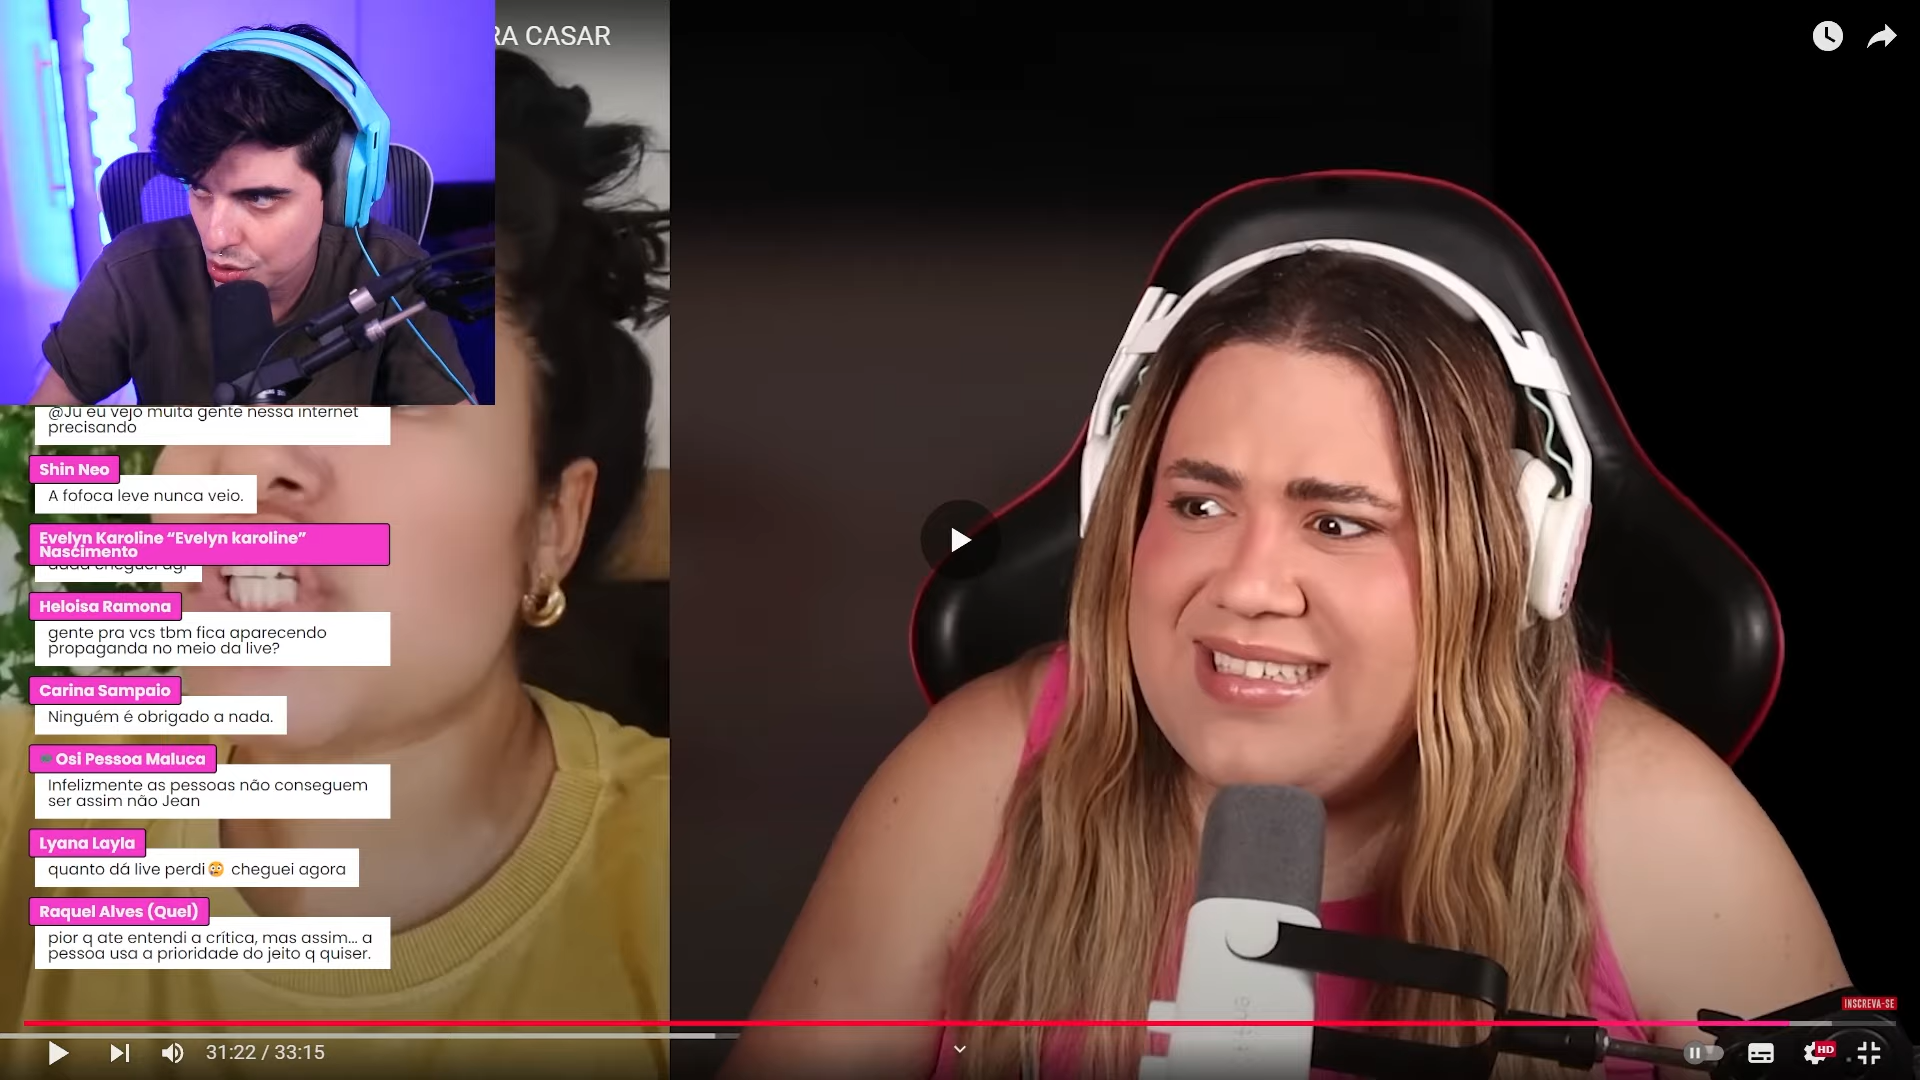 RA CASAR
@Ju eu vejo muita gente nessa internet
precisando
Shin Neo
A fofoca leve nunca veio.
Evelyn Karoline “Evelyn karoline”
Nascimento
Heloisa Ramona
gente pra vcs tbm fica aparecendo
propaganda no meio da live?
Carina Sampaio
Ninguém é obrigado a nada.
Osi Pessoa Maluca
Infelizmente as pessoas não conseguem
ser assim não Jean
Lyana Layla
quanto dá live perdi😳 cheguei agora
Raquel Alves (Quel)
pior q ate entendi a crítica, mas assim... a
pessoa usa a prioridade do jeito q quiser.
INSCREVA-SE
31:22 / 33:15
HD